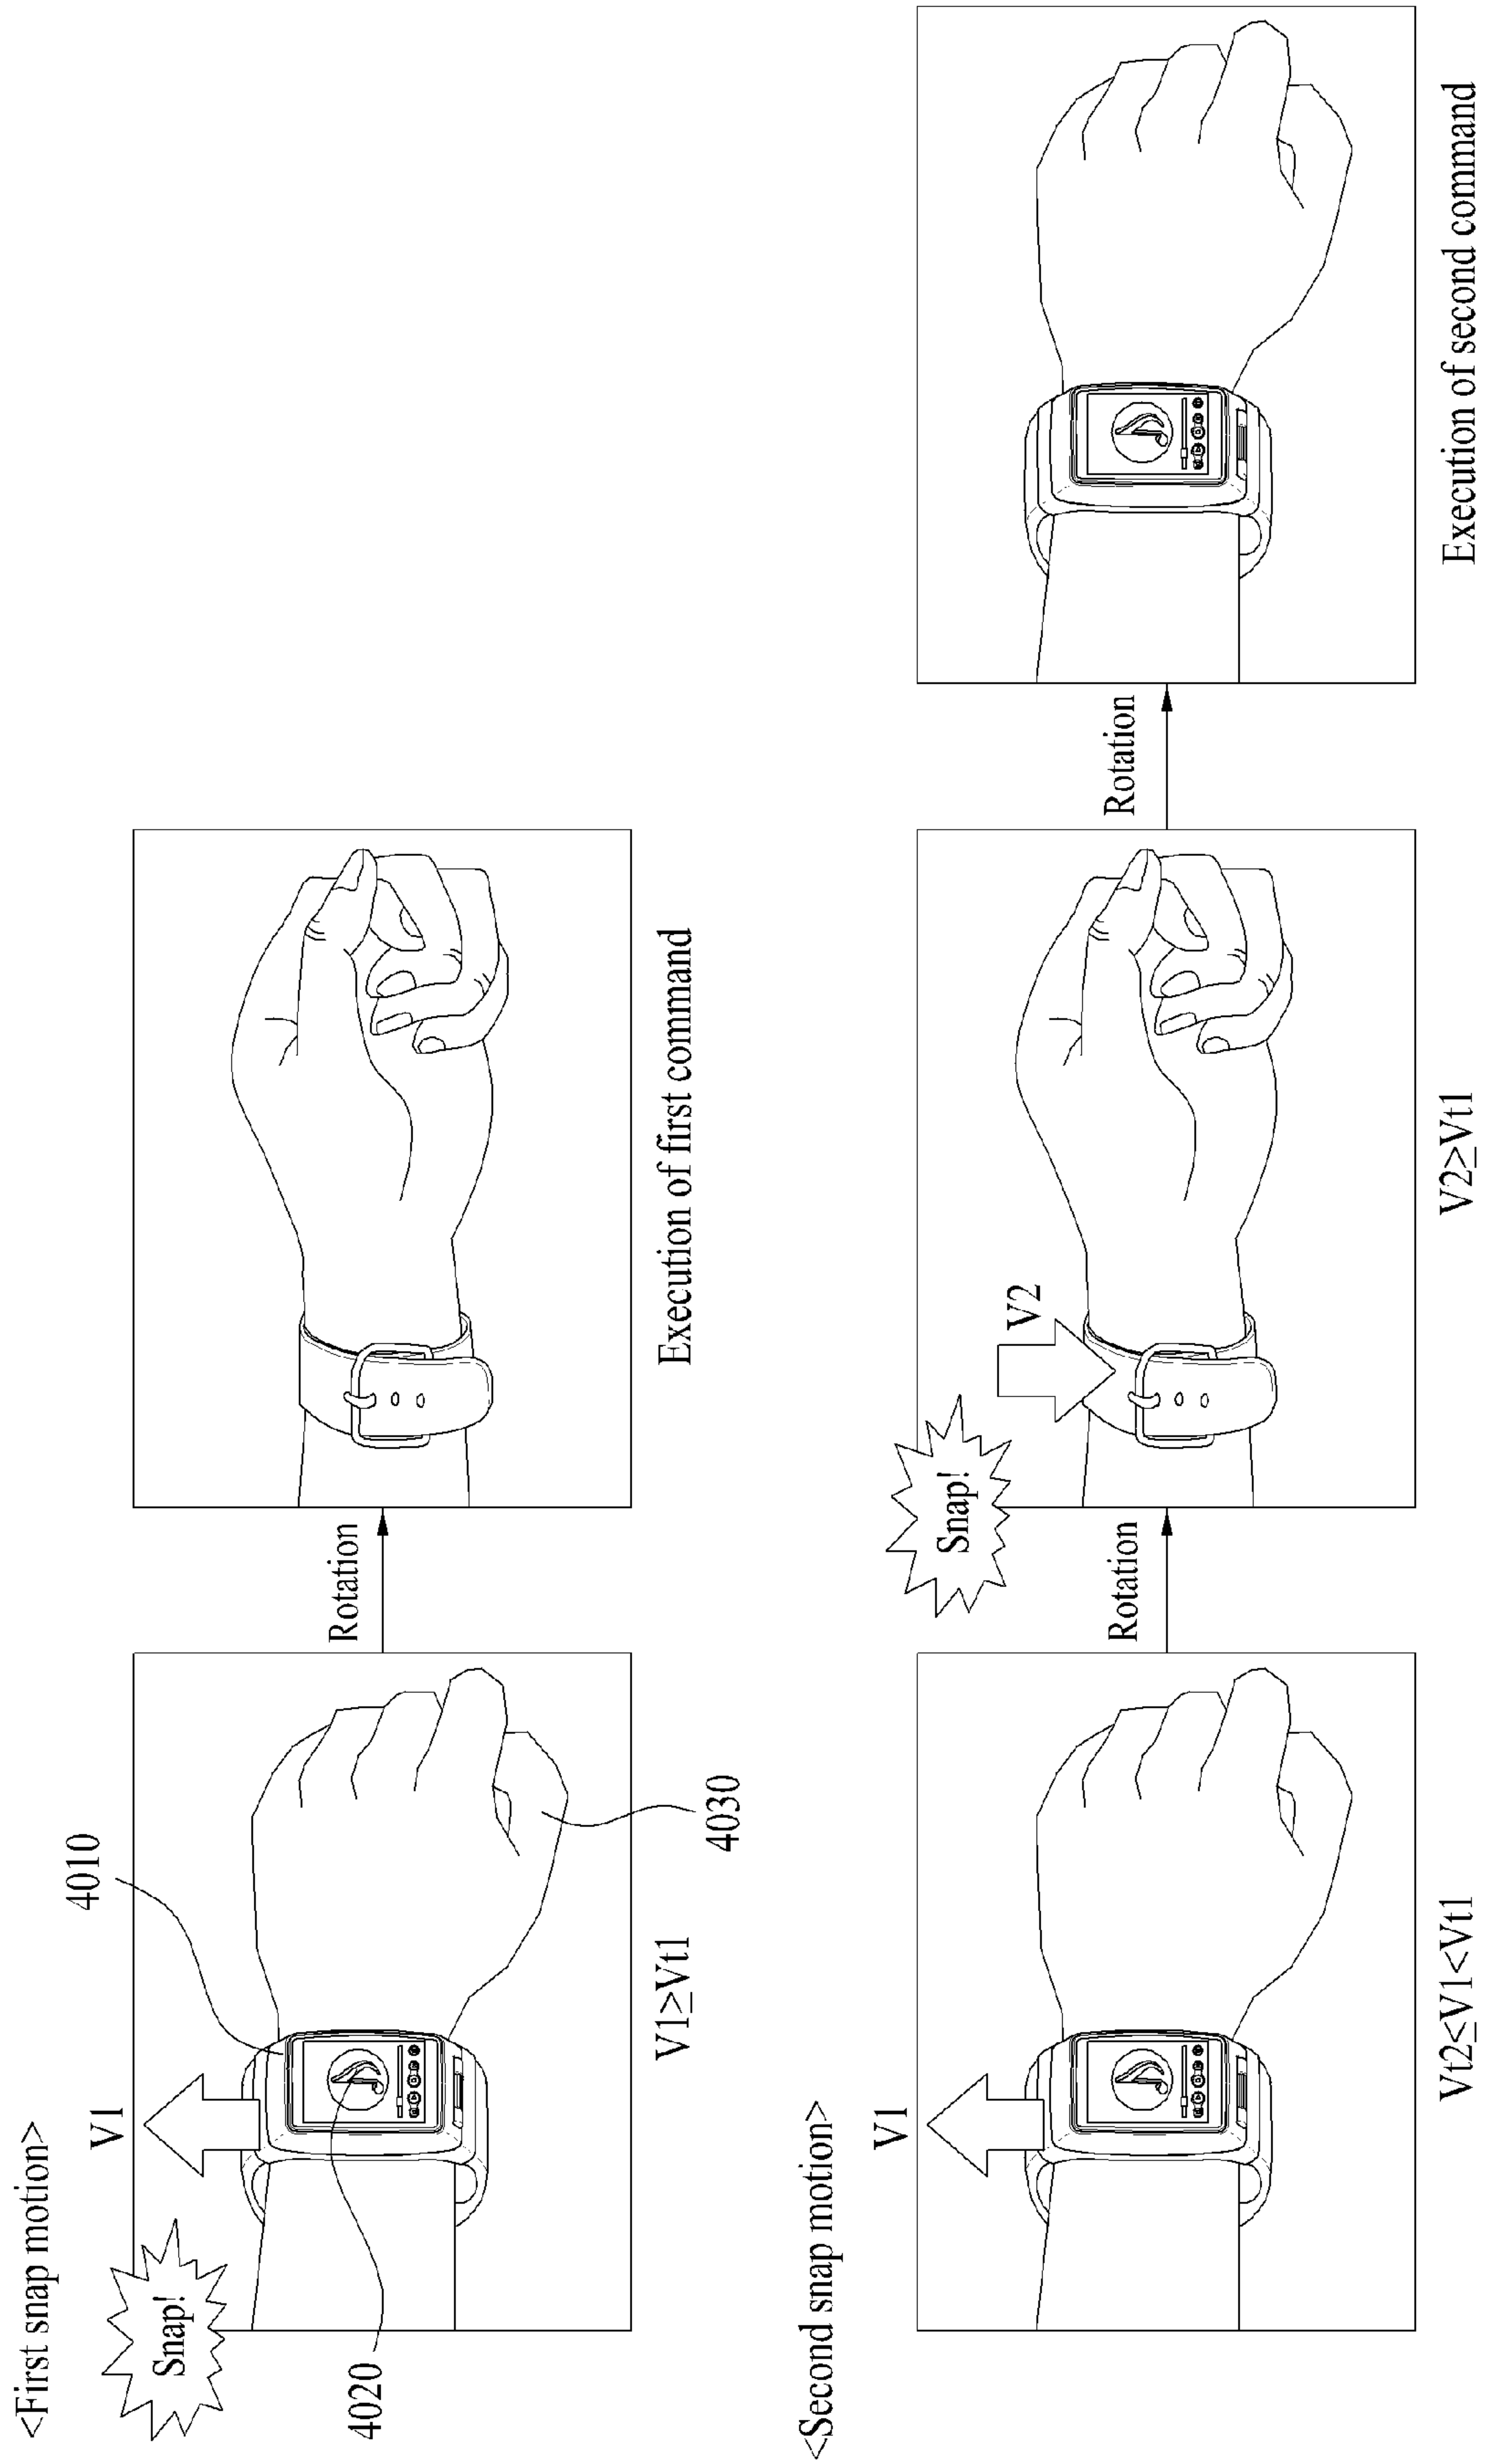 <First snap motion>
V1
Snap!
4010
4020
4030
V1≥Vt1
Rotation
Execution of first command
<Second snap motion>
V1
Vt2≤V1<Vt1
Rotation
Snap!
V2
V2≥Vt1
Rotation
Execution of second command